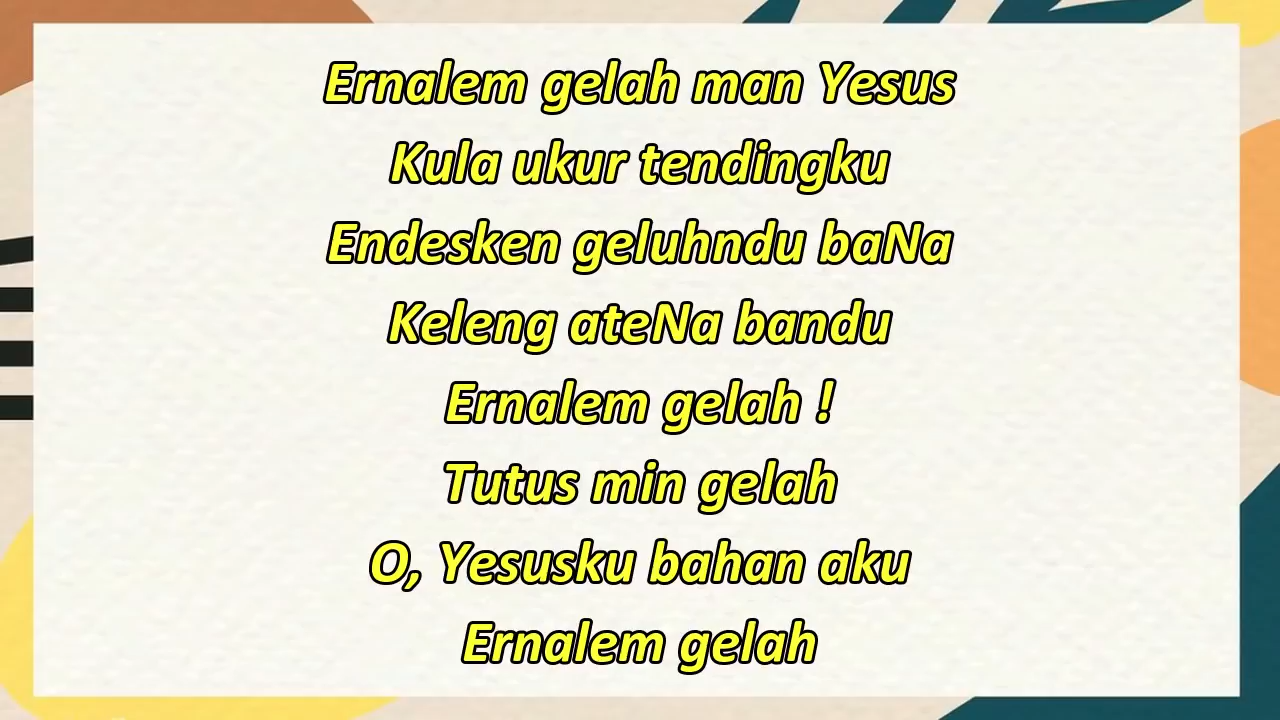 Ernalem gelah man Yesus
Kula ukur tendingku
Endesken geluhndu baNa
Keleng ateNa bandu
Ernalem gelah !
Tutus min gelah
O, Yesusku bahan aku
Ernalem gelah